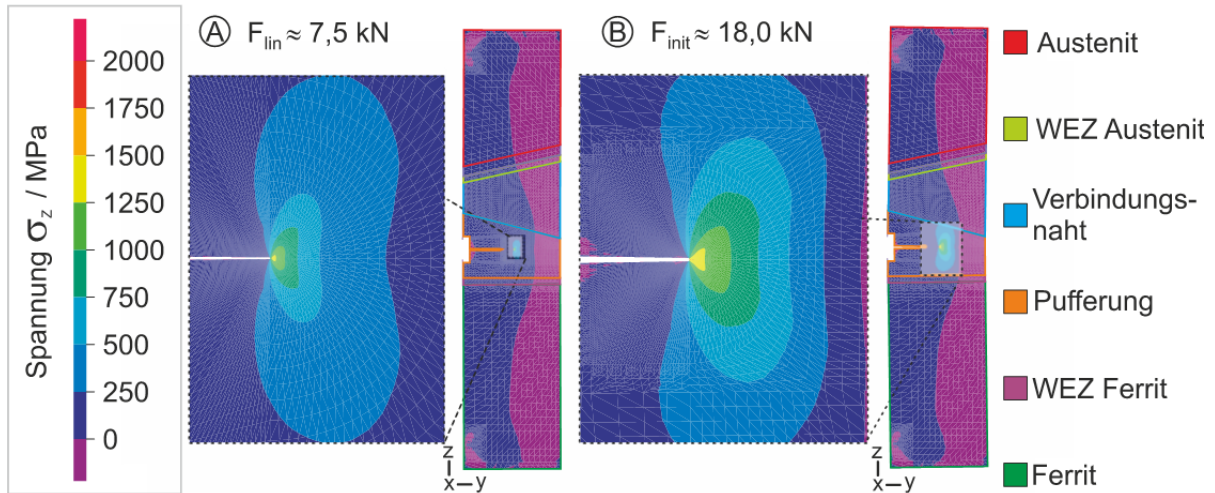 Spannung σz / MPa
2000
1750
1500
1250
1000
750
500
250
0
A Flin ≈ 7,5 kN
B Finit ≈ 18,0 kN
z
x y
z
x y
Austenit
WEZ Austenit
Verbindungs-
naht
Pufferung
WEZ Ferrit
Ferrit